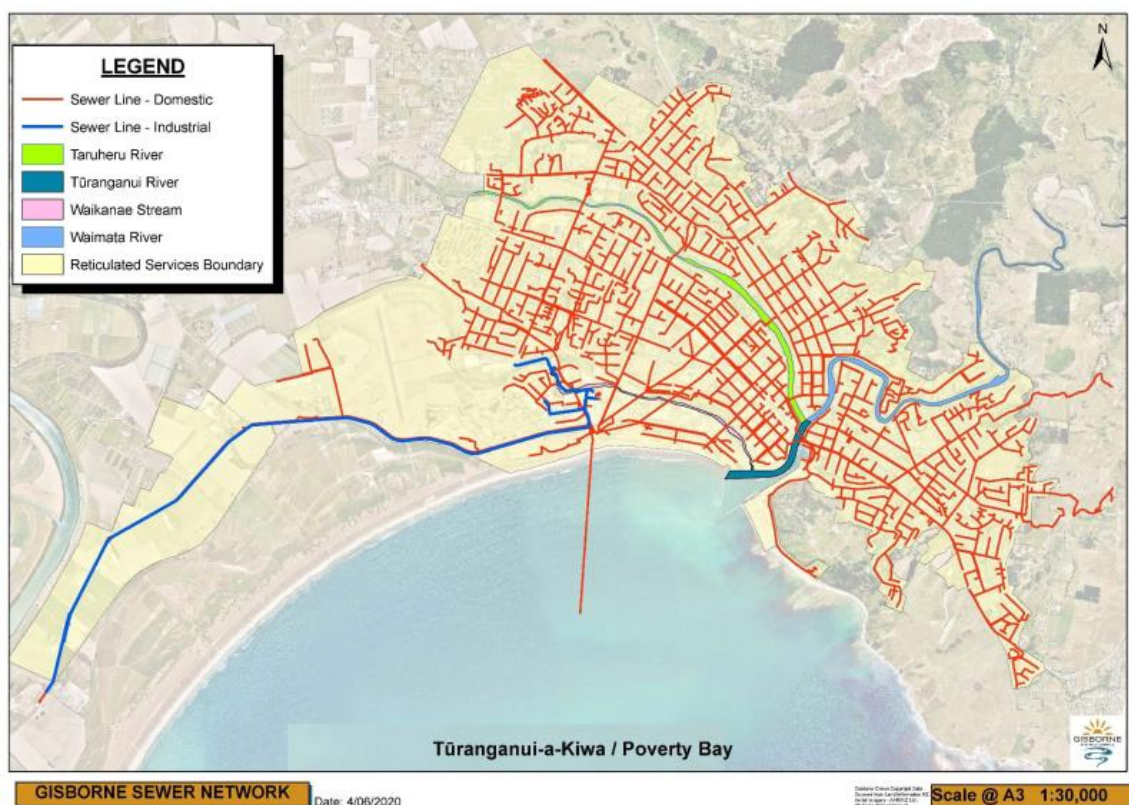 LEGEND
Sewer Line - Domestic
Sewer Line - Industrial
Taruheru River
Tūranganui River
Waikanae Stream
Waimata River
Reticulated Services Boundary
N
Tūranganui-a-Kiwa / Poverty Bay
GISBORNE
GISBORNE SEWER NETWORK
Date: 4/06/2020
Scale @ A3 1:30,000